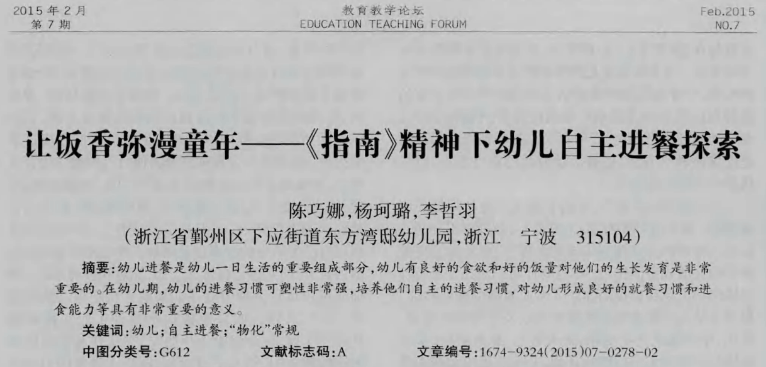 2015年2月
第7期
教育教学论坛
EDUCATION TEACHING FORUM
Feb.2015
NO.7
让饭香弥漫童年——《指南》精神下幼儿自主进餐探索
陈巧娜,杨珂璐,李哲羽
(浙江省鄞州区下应街道东方湾邸幼儿园,浙江 宁波 315104)
摘要:幼儿进餐是幼儿一日生活的重要组成部分,幼儿有良好的食欲和好的饭量对他们的生长发育是非常
重要的。在幼儿期,幼儿的进餐习惯可塑性非常强,培养他们自主的进餐习惯,对幼儿形成良好的就餐习惯和进
食能力等具有非常重要的意义。
关键词:幼儿;自主进餐;“物化”常规
中图分类号:G612 文献标志码:A 文章编号:1674-9324(2015)07-0278-02